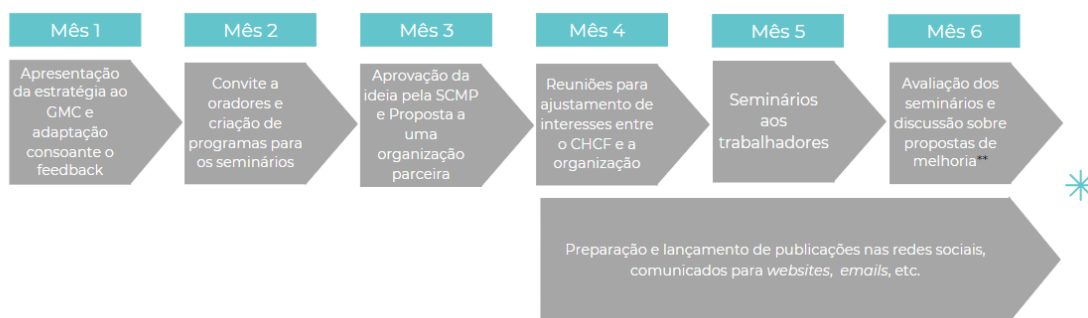 Mês 1
Apresentação
da estratégia ao
GMC e
adaptação
consoante o
feedback
Mês 2
Convite a
oradores e
criação de
programas para
os seminários
Mês 3
Aprovação da
ideia pela SCMP
e Proposta a
uma
organização
parceira
Mês 4
Reuniões para
ajustamento de
interesses entre
o CHCF e a
organização
Mês 5
Seminários
aos
trabalhadores
Mês 6
Avaliação dos
seminários e
discussão sobre
propostas de
melhoria**
Preparação e lançamento de publicações nas redes sociais,
comunicados para websites, emails, etc.